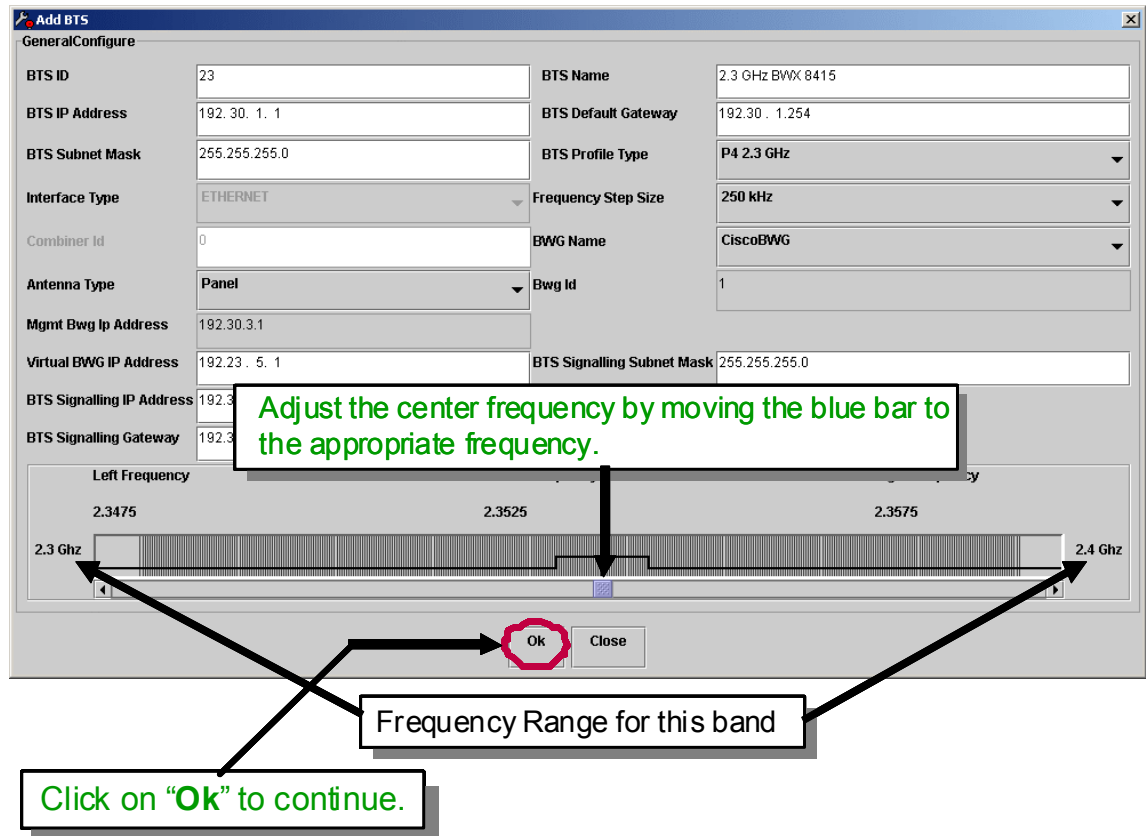 Add BTS
GeneralConfigure
BTS ID 23 BTS Name 2.3 GHz BWX 8415
BTS IP Address 192. 30. 1. 1 BTS Default Gateway 192.30 . 1.254
BTS Subnet Mask 255.255.255.0 BTS Profile Type P4 2.3 GHz
Interface Type ETHERNET Frequency Step Size 250 kHz
Combiner Id 0 BWG Name CiscoBWG
Antenna Type Panel Bwg Id 1
Mgmt Bwg Ip Address 192.30.3.1
Virtual BWG IP Address 192.23 . 5. 1 BTS Signalling Subnet Mask 255.255.255.0
BTS Signalling IP Address 192.3
BTS Signalling Gateway 192.3
Adjust the center frequency by moving the blue bar to
the appropriate frequency.
Left Frequency
2.3475 2.3525 2.3575
2.3 Ghz 2.4 Ghz
Ok Close
Frequency Range for this band
Click on “Ok” to continue.